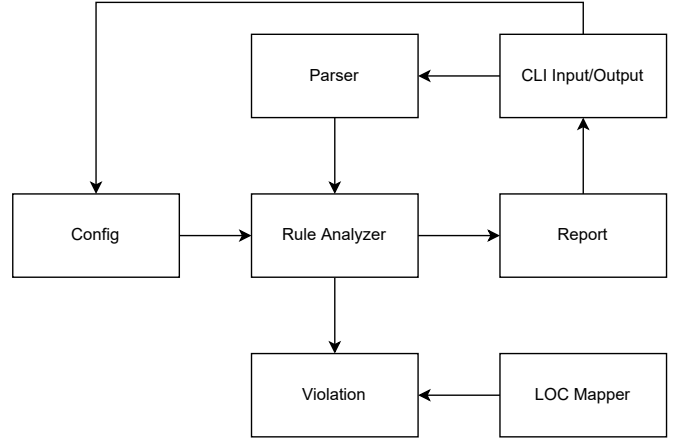 Parser
CLI Input/Output
Config
Rule Analyzer
Report
Violation
LOC Mapper